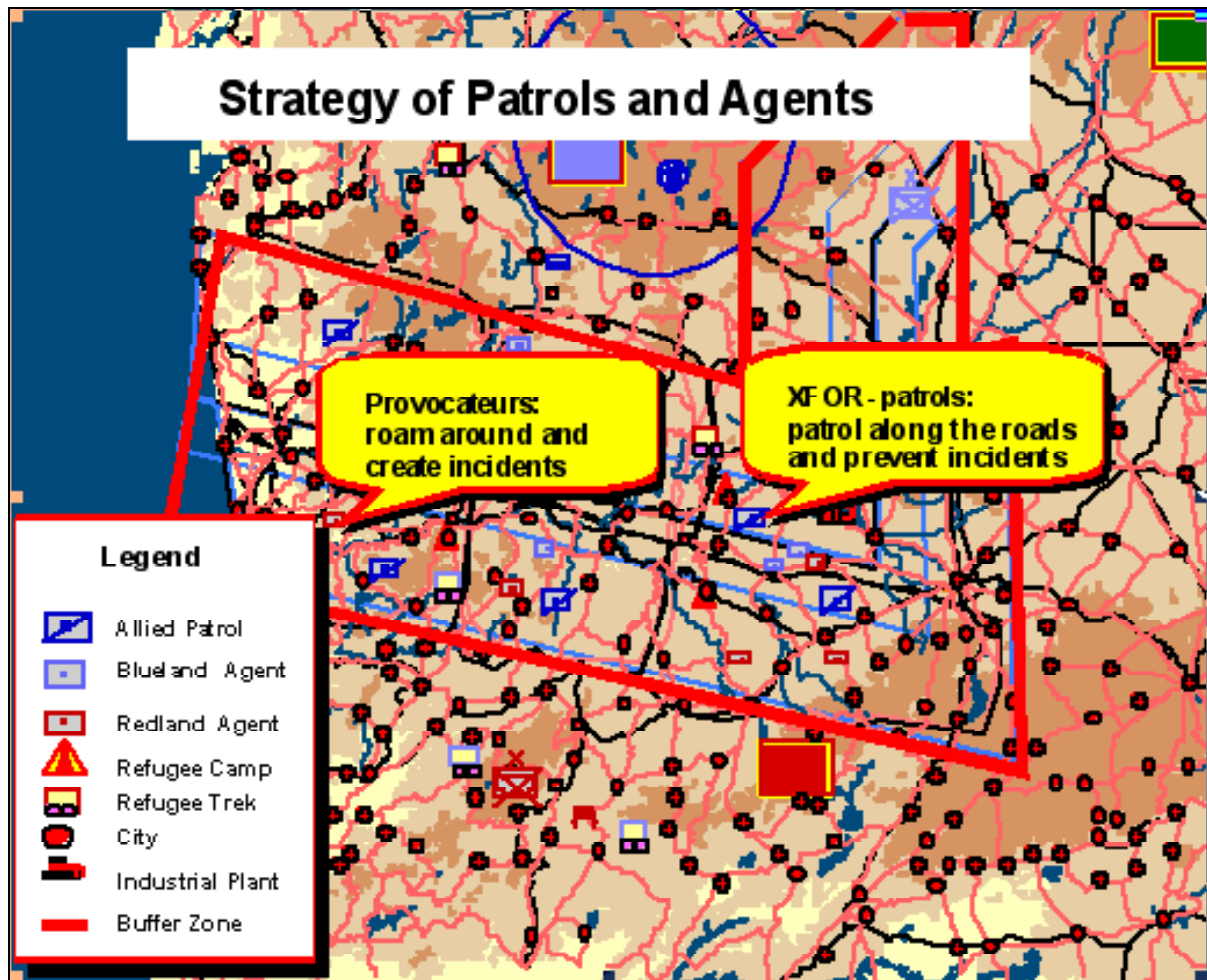 Strategy of Patrols and Agents
Provocateurs:
roam around and
create incidents
XFOR - patrols:
patrol along the roads
and prevent incidents
Legend
Allied Patrol
Blueland Agent
Redland Agent
Refugee Camp
Refugee Trek
City
Industrial Plant
Buffer Zone